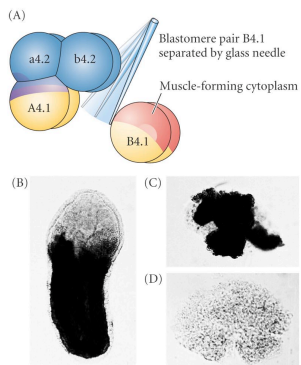 (A)
a4.2 b4.2
Blastomere pair B4.1
separated by glass needle
Muscle-forming cytoplasm
A4.1
B4.1
(B)
(C)
(D)